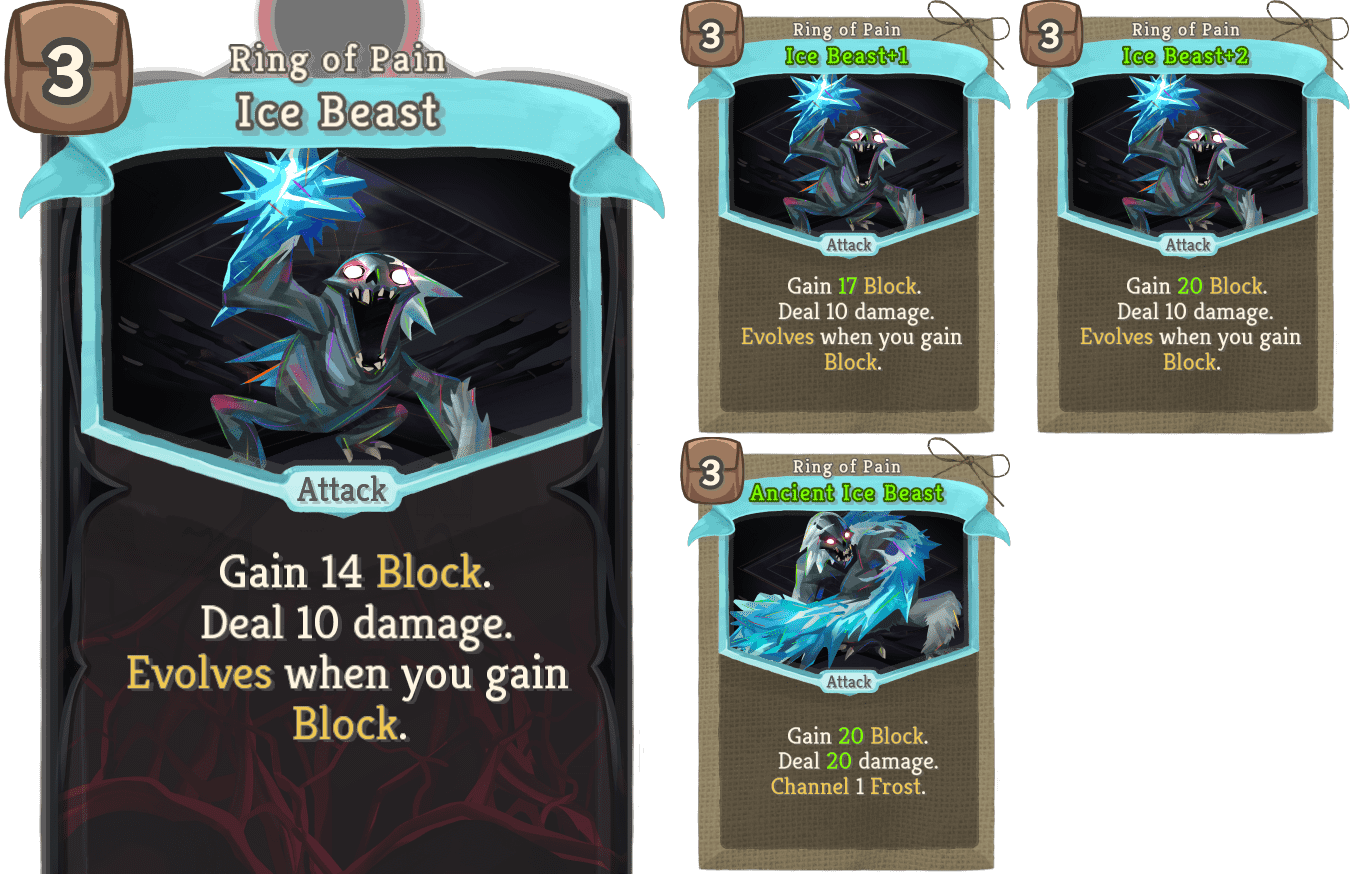 3
Ring of Pain
Ice Beast
Attack
Gain 14 Block.
Deal 10 damage.
Evolves when you gain
Block.
3
Ring of Pain
Ice Beast+1
Attack
Gain 17 Block.
Deal 10 damage.
Evolves when you gain
Block.
3
Ring of Pain
Ice Beast+2
Attack
Gain 20 Block.
Deal 10 damage.
Evolves when you gain
Block.
3
Ring of Pain
Ancient Ice Beast
Attack
Gain 20 Block.
Deal 20 damage.
Channel 1 Frost.